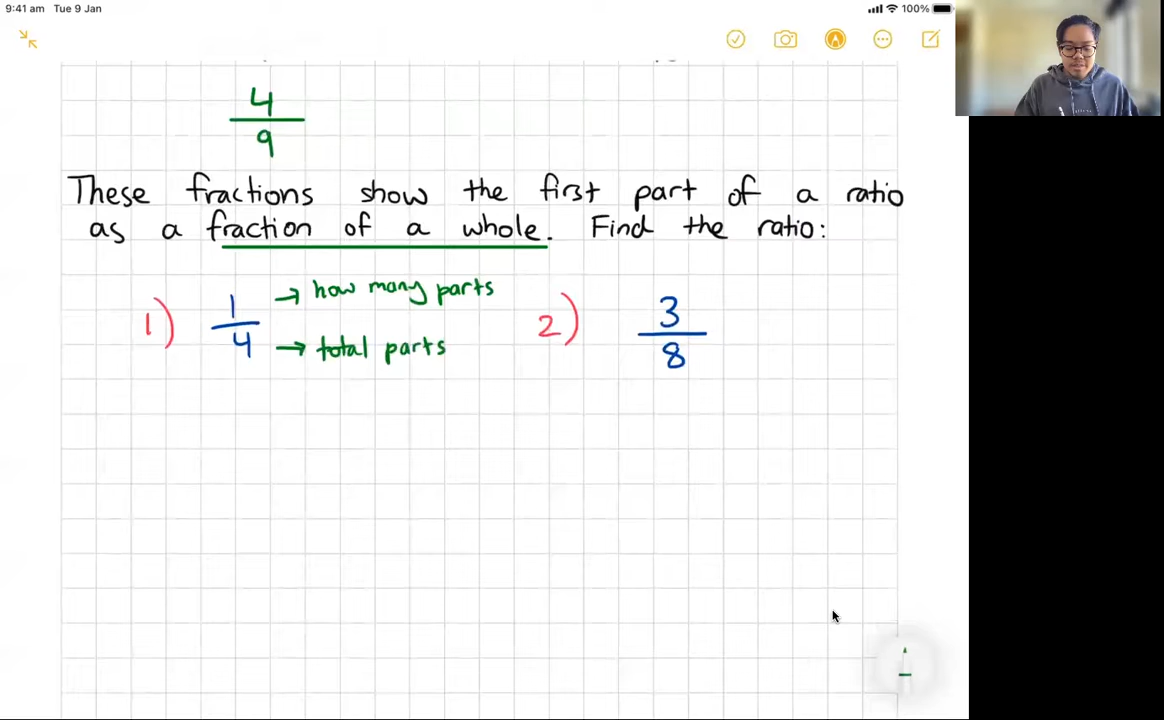 9:41 am Tue 9 Jan
100%
4
9
These fractions show the first part of a ratio
as a fraction of a whole. Find the ratio:
1) 1/4 → how many parts
→ total parts
2) 3/8